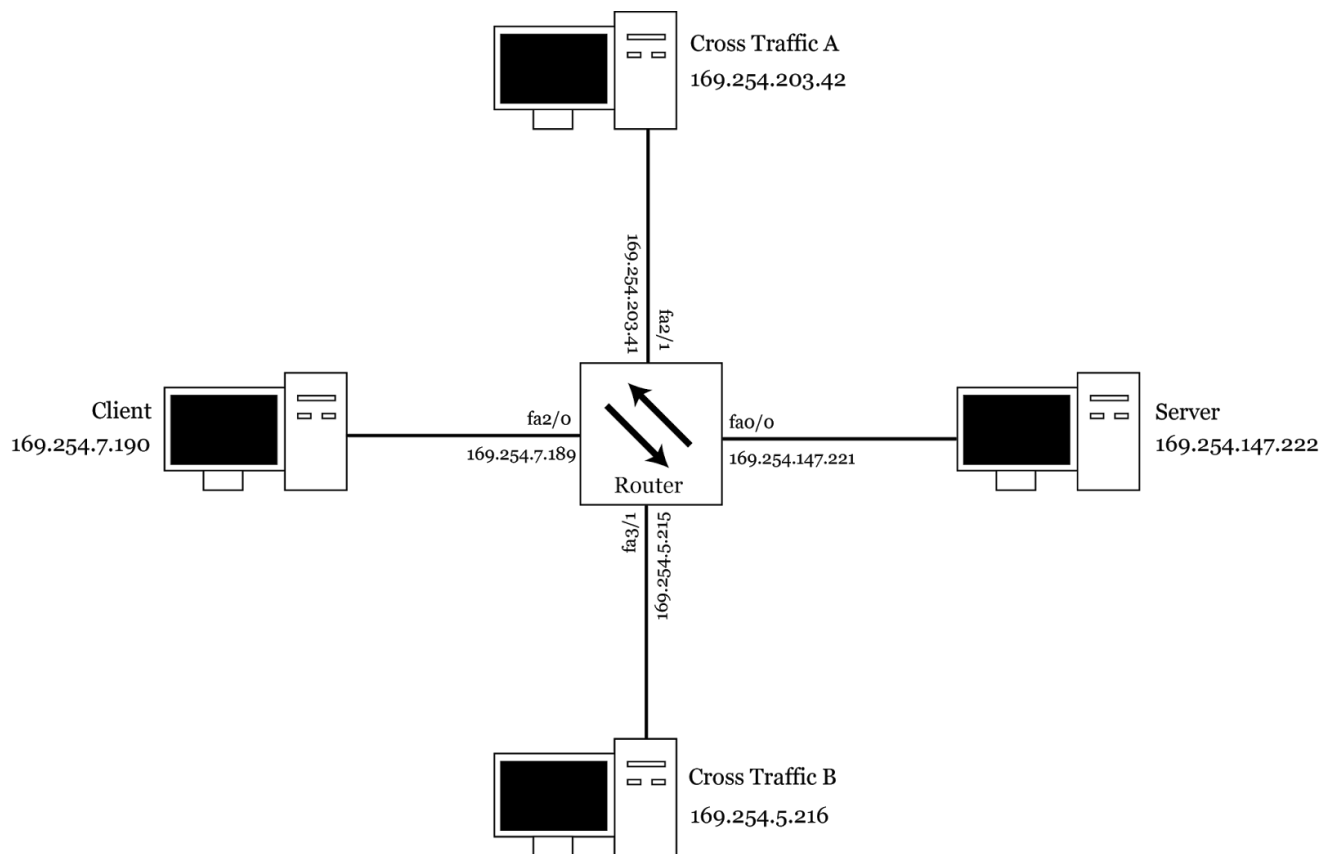 Cross Traffic A
169.254.203.42
169.254.203.41
fa2/1
Client
169.254.7.190
fa2/0
169.254.7.189
Router
fa0/0
169.254.147.221
Server
169.254.147.222
fa3/1
169.254.5.215
Cross Traffic B
169.254.5.216